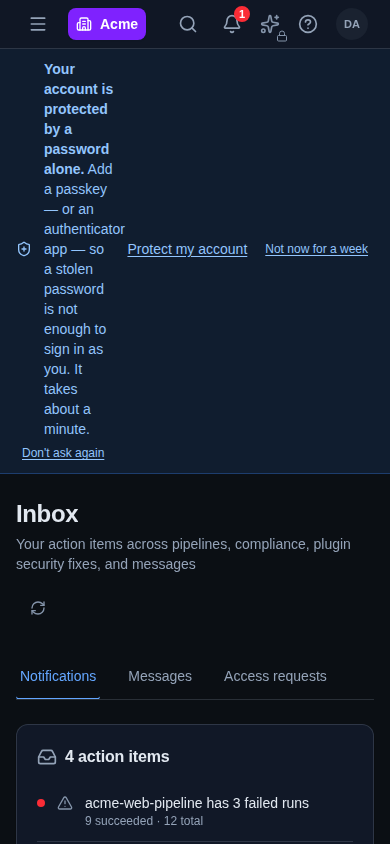 Acme
1
DA
Your
account is
protected
by a
password
alone. Add
a passkey
— or an
authenticator
app — so
a stolen
password
is not
enough to
sign in as
you. It
takes
about a
minute.
Protect my account
Not now for a week
Don't ask again
Inbox
Your action items across pipelines, compliance, plugin
security fixes, and messages
Notifications Messages Access requests
4 action items
acme-web-pipeline has 3 failed runs
9 succeeded · 12 total